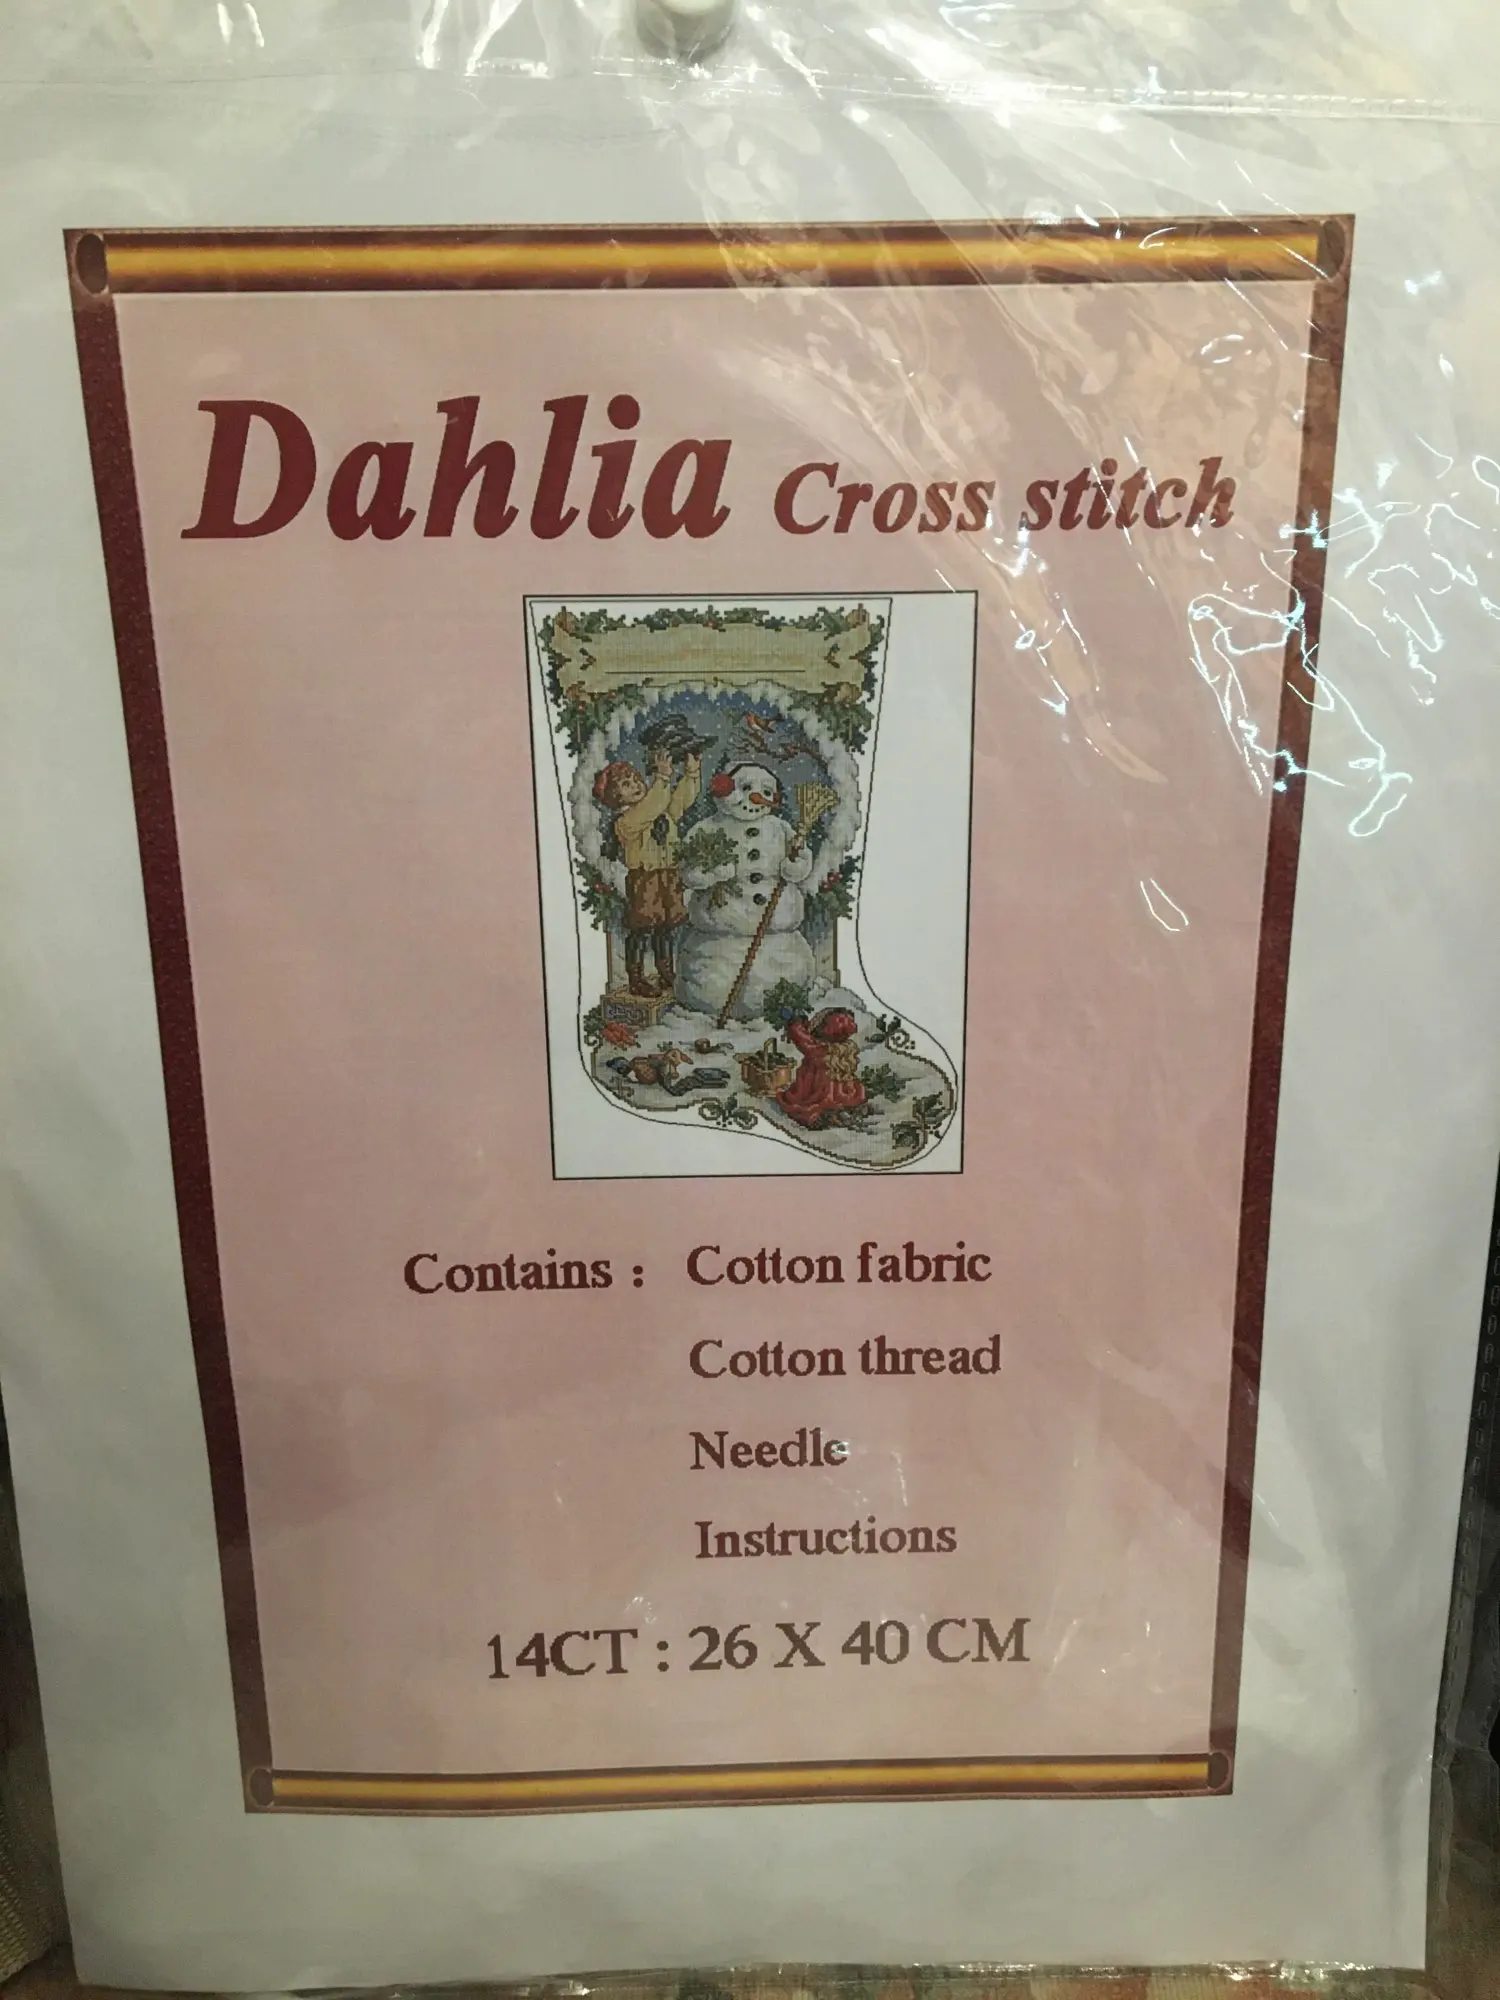 Dahlia Cross stitch
Contains : Cotton fabric
Cotton thread
Needle
Instructions
14CT : 26 X 40 CM